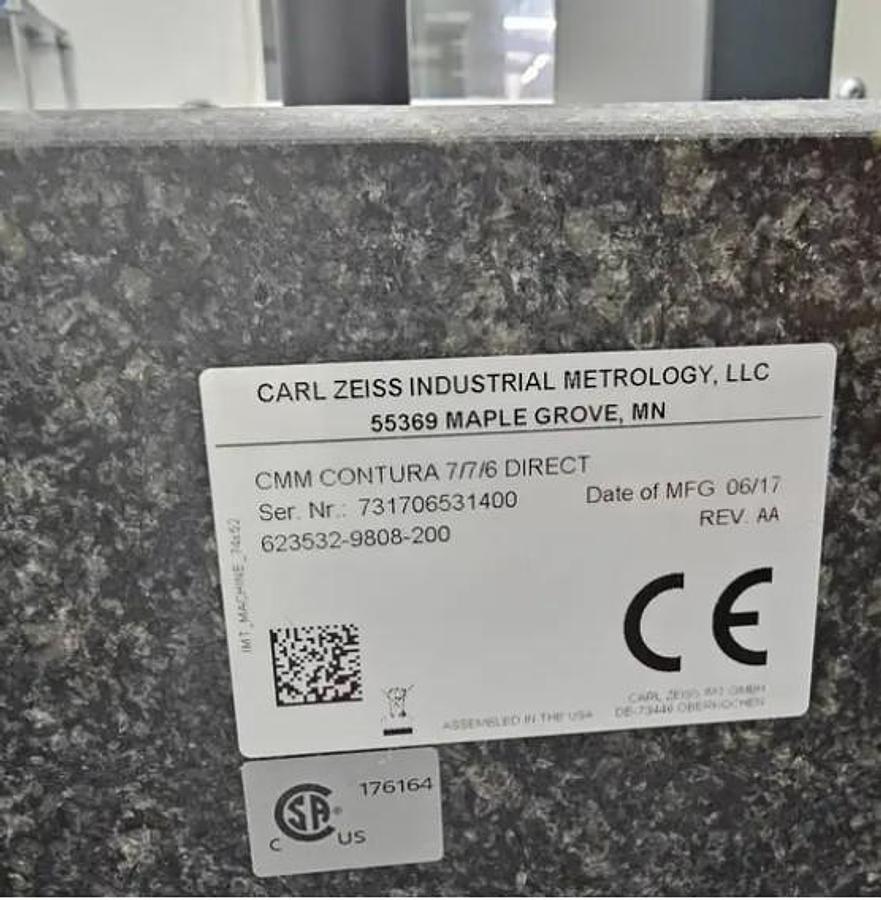 CARL ZEISS INDUSTRIAL METROLOGY, LLC
55369 MAPLE GROVE, MN
CMM CONTURA 7/7/6 DIRECT
Ser. Nr.: 731706531400
Date of MFG 06/17
623532-9808-200
REV. AA
IMT_MACHINE_74x52
CE
ASSEMBLED IN THE USA
CARL ZEISS IMT GMBH
DE-73446 OBERKOCHEN
176164
CSA®
C US